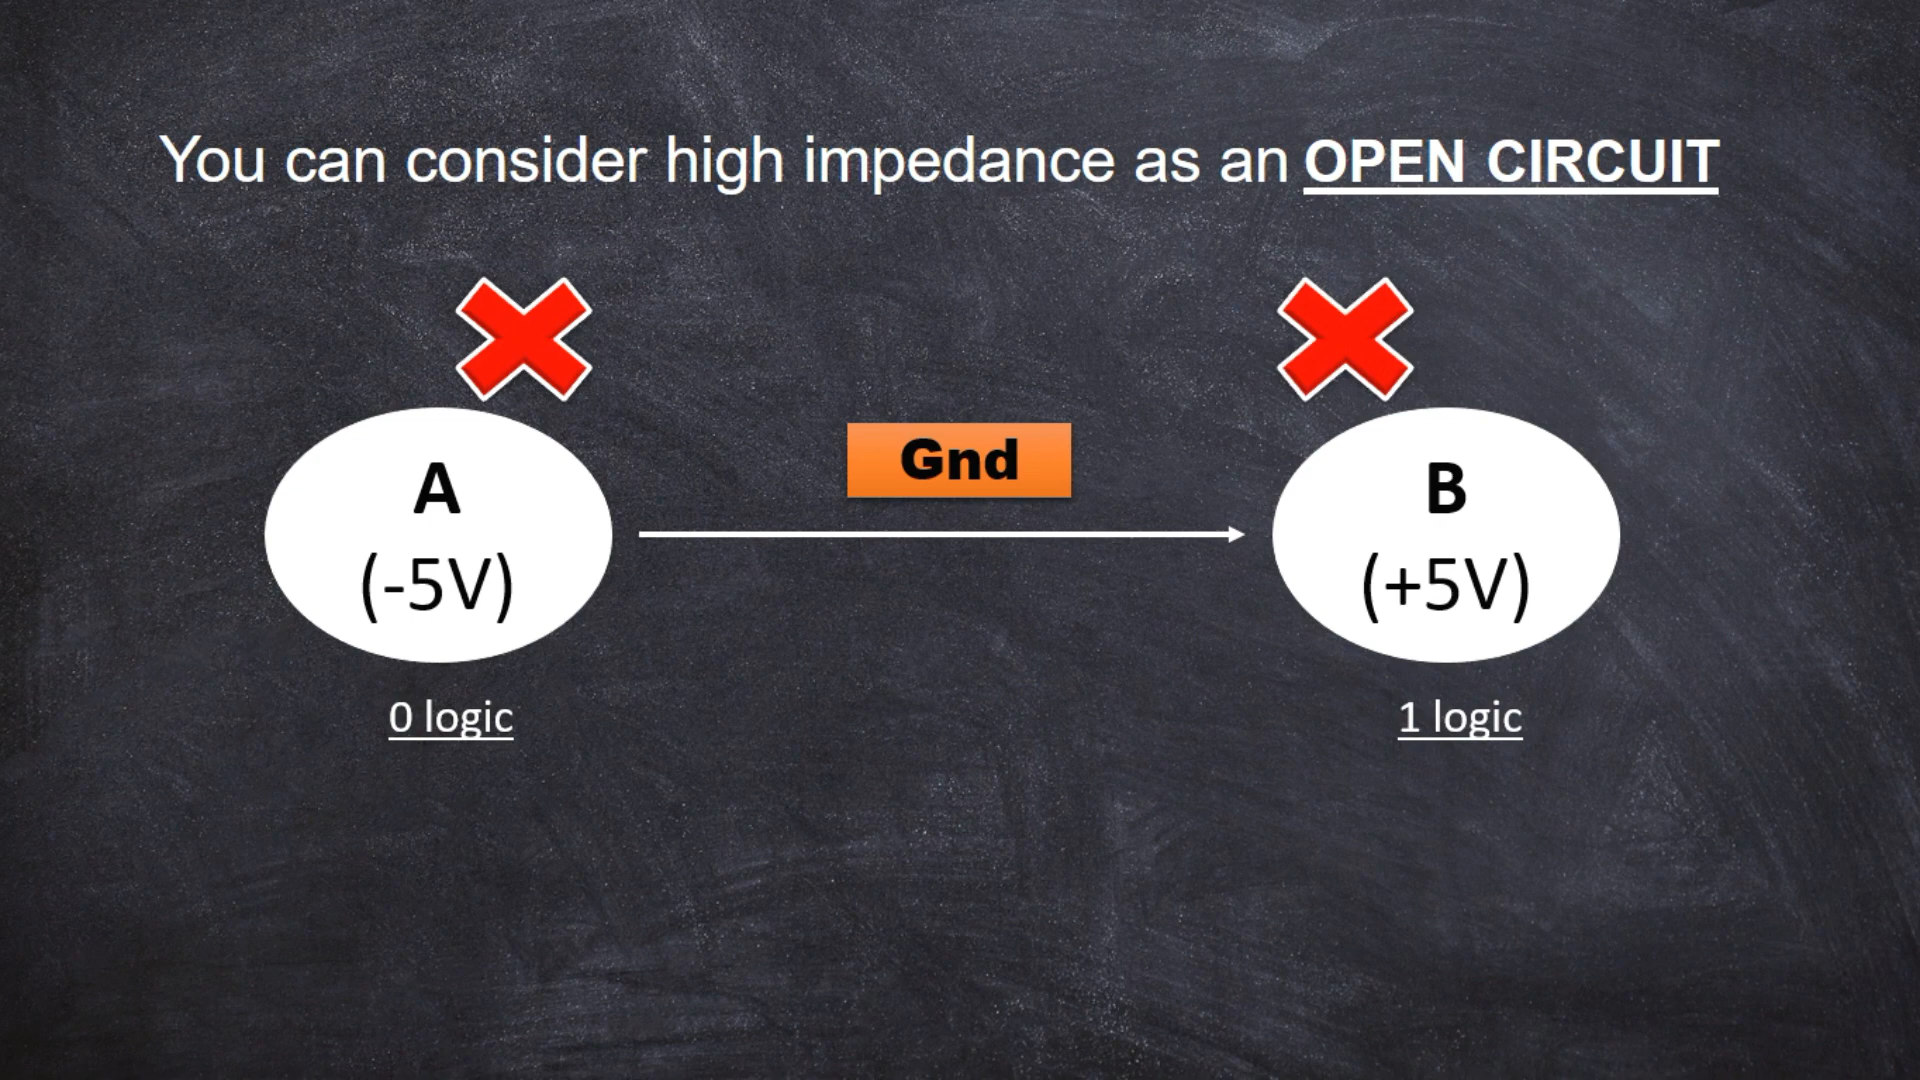 You can consider high impedance as an OPEN CIRCUIT
Gnd
A
(-5V)
B
(+5V)
0 logic
1 logic